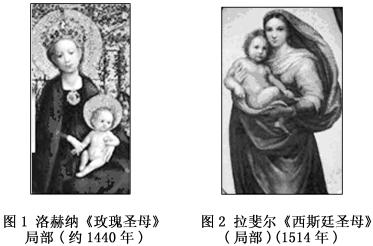 图 1 洛赫纳《玫瑰圣母》
局部 ( 约 1440 年 )
图 2 拉斐尔《西斯廷圣母》
( 局部 ) (1514 年 )